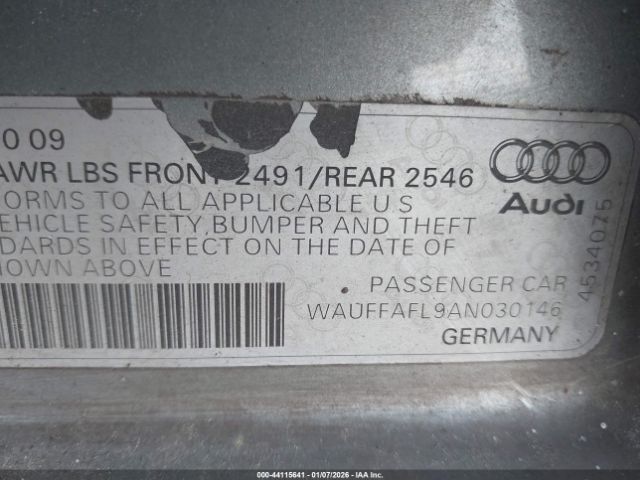 0 09
AWR LBS FRONT 2491/REAR 2546
ORMS TO ALL APPLICABLE U S
EHICLE SAFETY, BUMPER AND THEFT
DARDS IN EFFECT ON THE DATE OF
HOWN ABOVE
Audi
PASSENGER CAR
WAUFFAFL9AN030146
GERMANY
4534075
000-44115641 | 01/07/2026 | © IAA Inc.